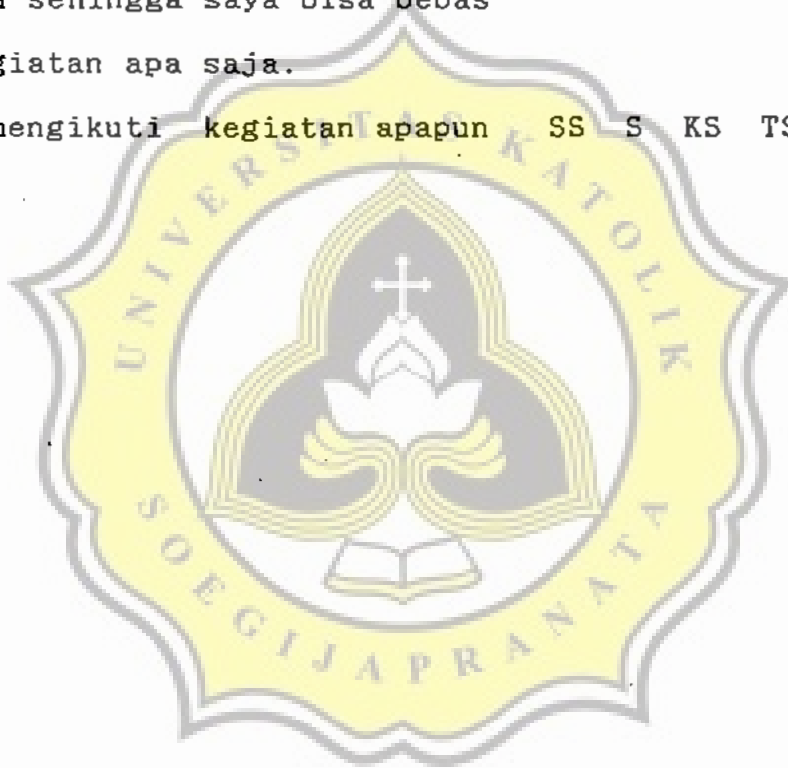 sehingga saya bisa bebas
giatan apa saja.
mengikuti kegiatan apapun SS S KS TS
UNIVERSITAS KATOLIK
SOEGIJAPRANATA